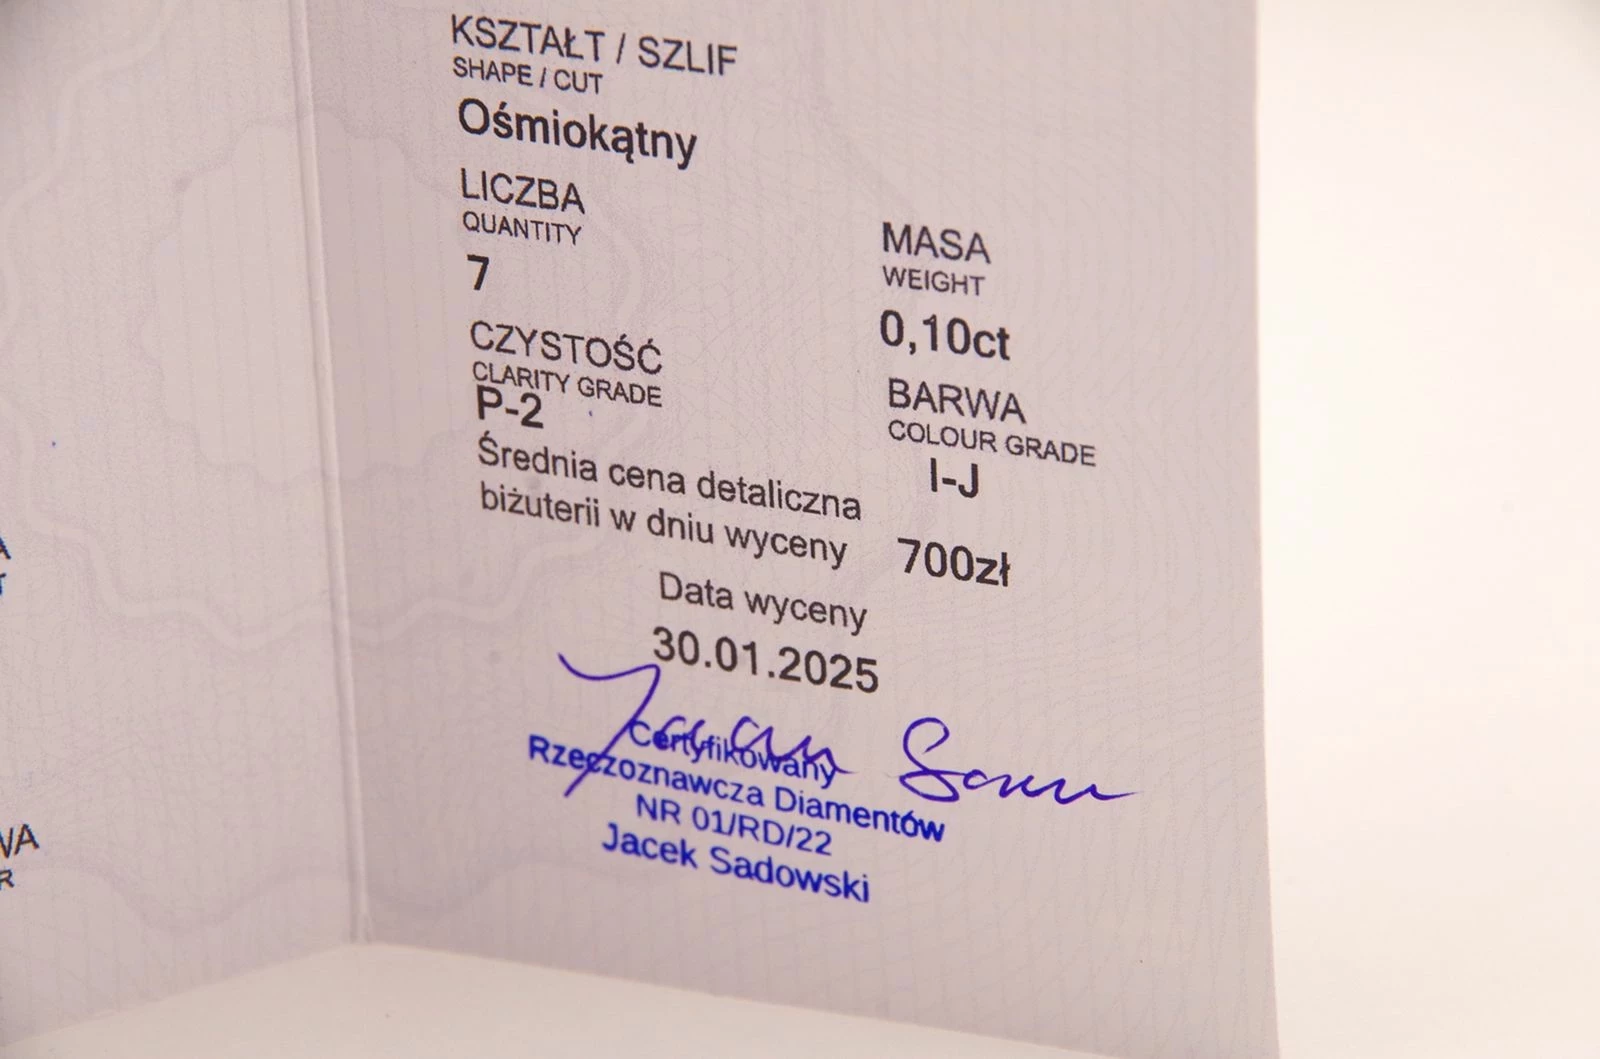 KSZTAŁT / SZLIF
SHAPE / CUT
Ośmiokątny
LICZBA
QUANTITY
7
MASA
WEIGHT
0,10ct
CZYSTOŚĆ
CLARITY GRADE
P-2
BARWA
COLOUR GRADE
I-J
Średnia cena detaliczna
biżuterii w dniu wyceny 700zł
Data wyceny
30.01.2025
Certyfikowany
Rzeczoznawcza Diamentów
NR 01/RD/22
Jacek Sadowski